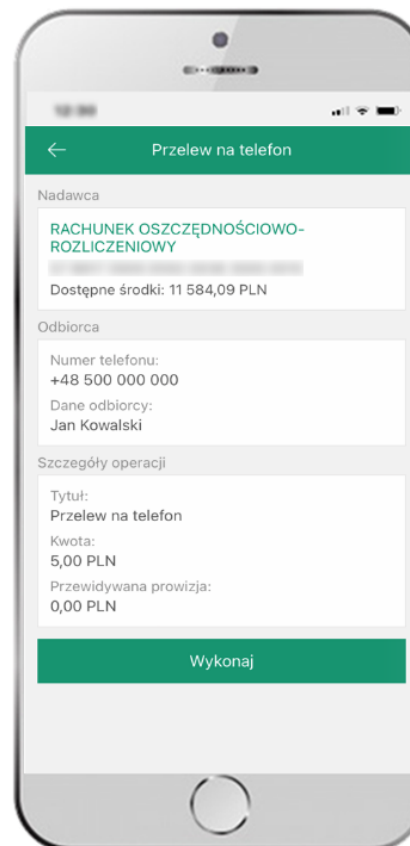 Przelew na telefon
Nadawca
RACHUNEK OSZCZĘDNOŚCIOWO-
ROZLICZENIOWY
Dostępne środki: 11 584,09 PLN
Odbiorca
Numer telefonu:
+48 500 000 000
Dane odbiorcy:
Jan Kowalski
Szczegóły operacji
Tytuł:
Przelew na telefon
Kwota:
5,00 PLN
Przewidywana prowizja:
0,00 PLN
Wykonaj